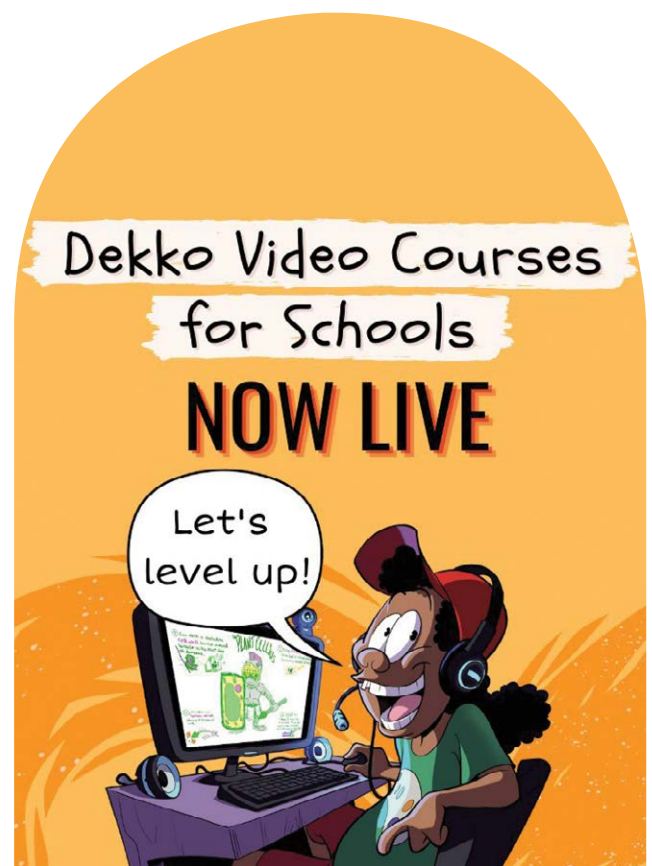 Dekko Video Courses
for Schools
NOW LIVE
Let's
level up!
PLANT CELLS